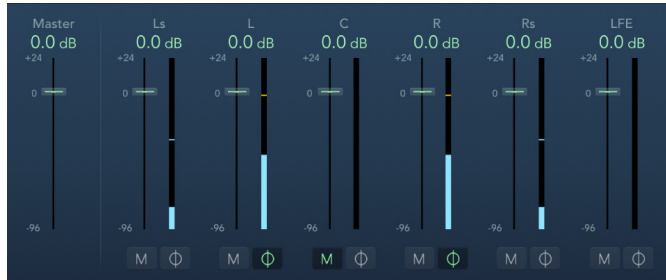 Master Ls L C R Rs LFE
0.0 dB 0.0 dB 0.0 dB 0.0 dB 0.0 dB 0.0 dB 0.0 dB
+24 +24 +24 +24 +24 +24 +24
0 0 0 0 0 0 0
-96 -96 -96 -96 -96 -96 -96
M Φ M Φ M Φ M Φ M Φ M Φ